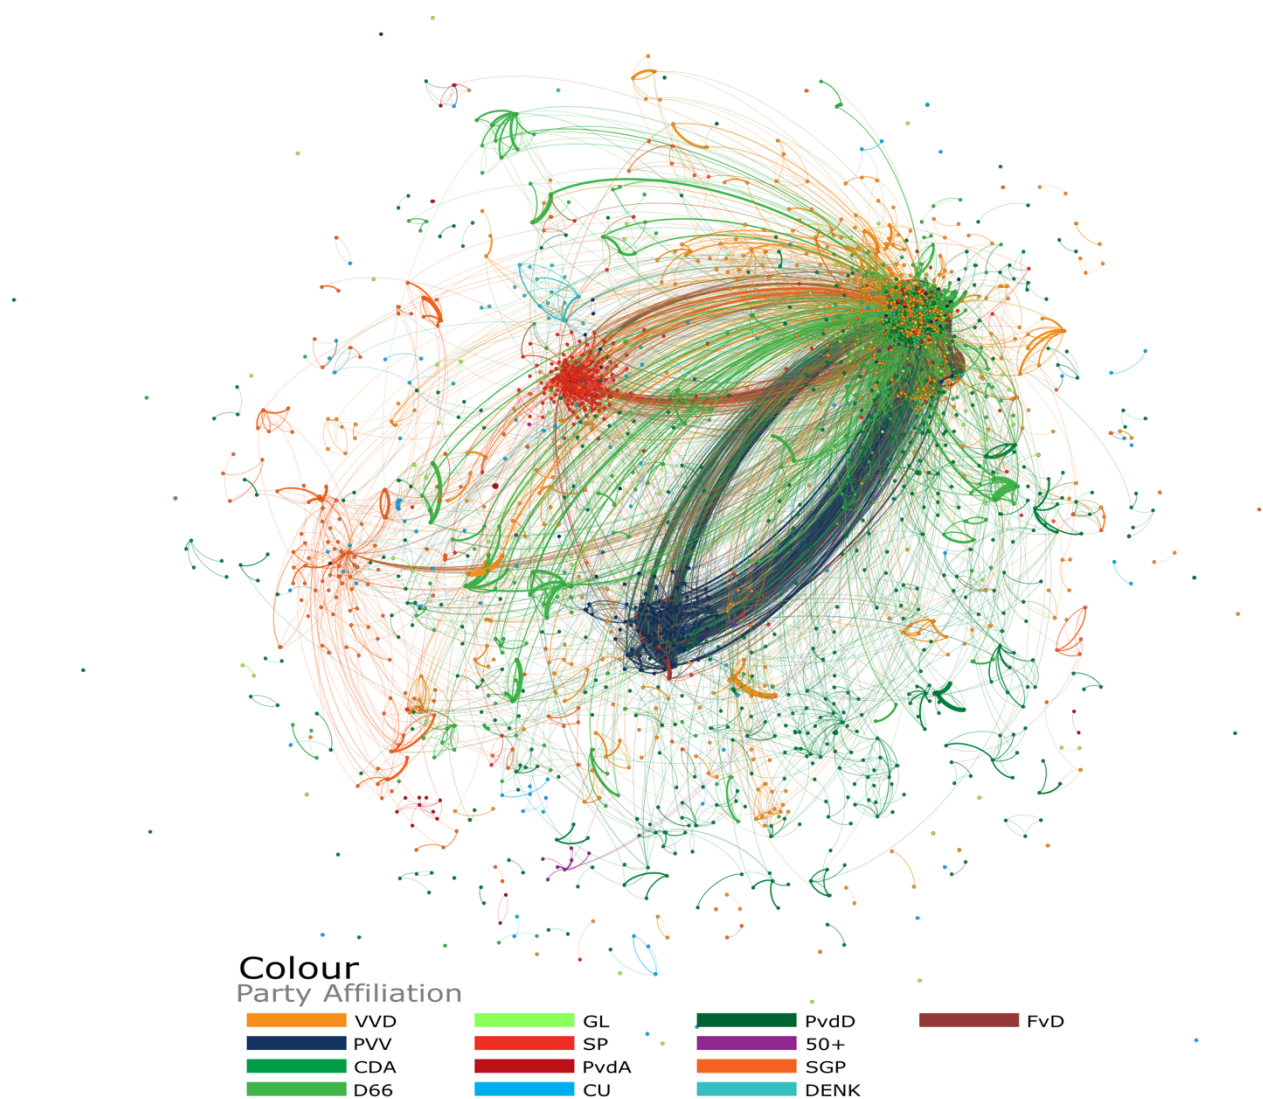 Colour
Party Affiliation
VVD GL PvdD FvD
PVV SP 50+
CDA PvdA SGP
D66 CU DENK